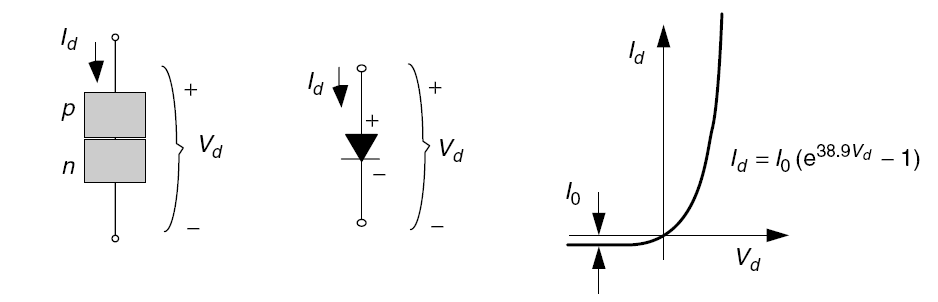 I_d
p
n
+
V_d
–
I_d
+
–
+
V_d
–
I_d
I_d = I_0 (e^{38.9V_d} – 1)
I_0
V_d